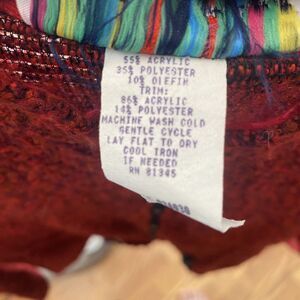 55% ACRYLIC
35% POLYESTER
10% OLEFIN
TRIM:
86% ACRYLIC
14% POLYESTER
MACHINE WASH COLD
GENTLE CYCLE
LAY FLAT TO DRY
COOL IRON
IF NEEDED
RN 81345